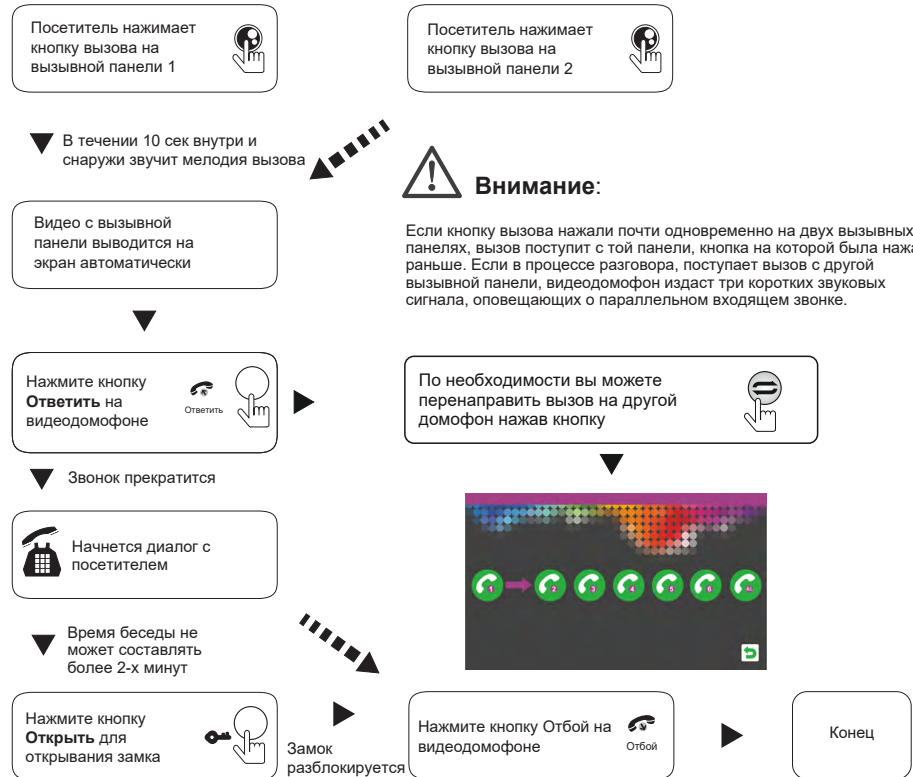 Посетитель нажимает
кнопку вызова на
вызывной панели 1
Посетитель нажимает
кнопку вызова на
вызывной панели 2
В течении 10 сек внутри и
снаружи звучит мелодия вызова
Внимание:
Видео с вызывной
панели выводится на
экран автоматически
Если кнопку вызова нажали почти одновременно на двух вызывных
панелях, вызов поступит с той панели, кнопка на которой была
раньше. Если в процессе разговора, поступает вызов с другой
вызывной панели, видеодомофон издаст три коротких звуковых
сигнала, оповещающих о параллельном входящем звонке.
Нажмите кнопку
Ответить на
видеодомофоне
Ответить
По необходимости вы можете
перенаправить вызов на другой
домофон нажав кнопку
Звонок прекратится
Начнется диалог с
посетителем
1 2 3 4 5 6
Время беседы не
может составлять
более 2-х минут
Нажмите кнопку
Открыть для
открывания замка
Замок
разблокируется
Нажмите кнопку Отбой на
видеодомофоне
Отбой
Конец